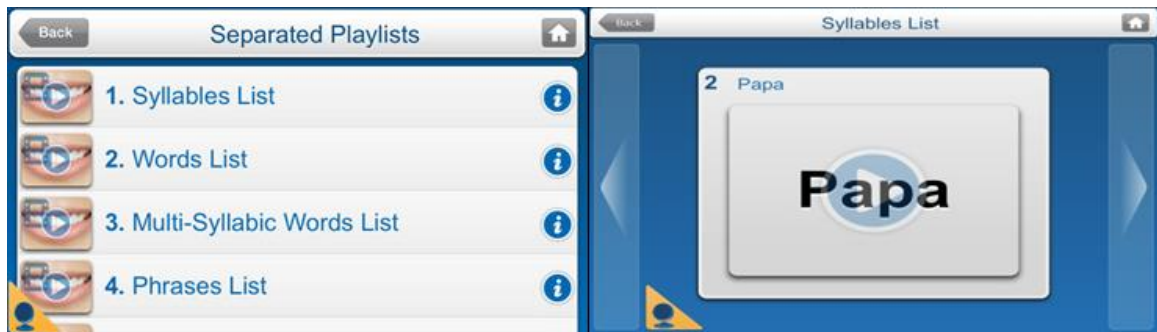 Back Separated Playlists
1. Syllables List
2. Words List
3. Multi-Syllabic Words List
4. Phrases List
Back Syllables List
2 Papa
Papa